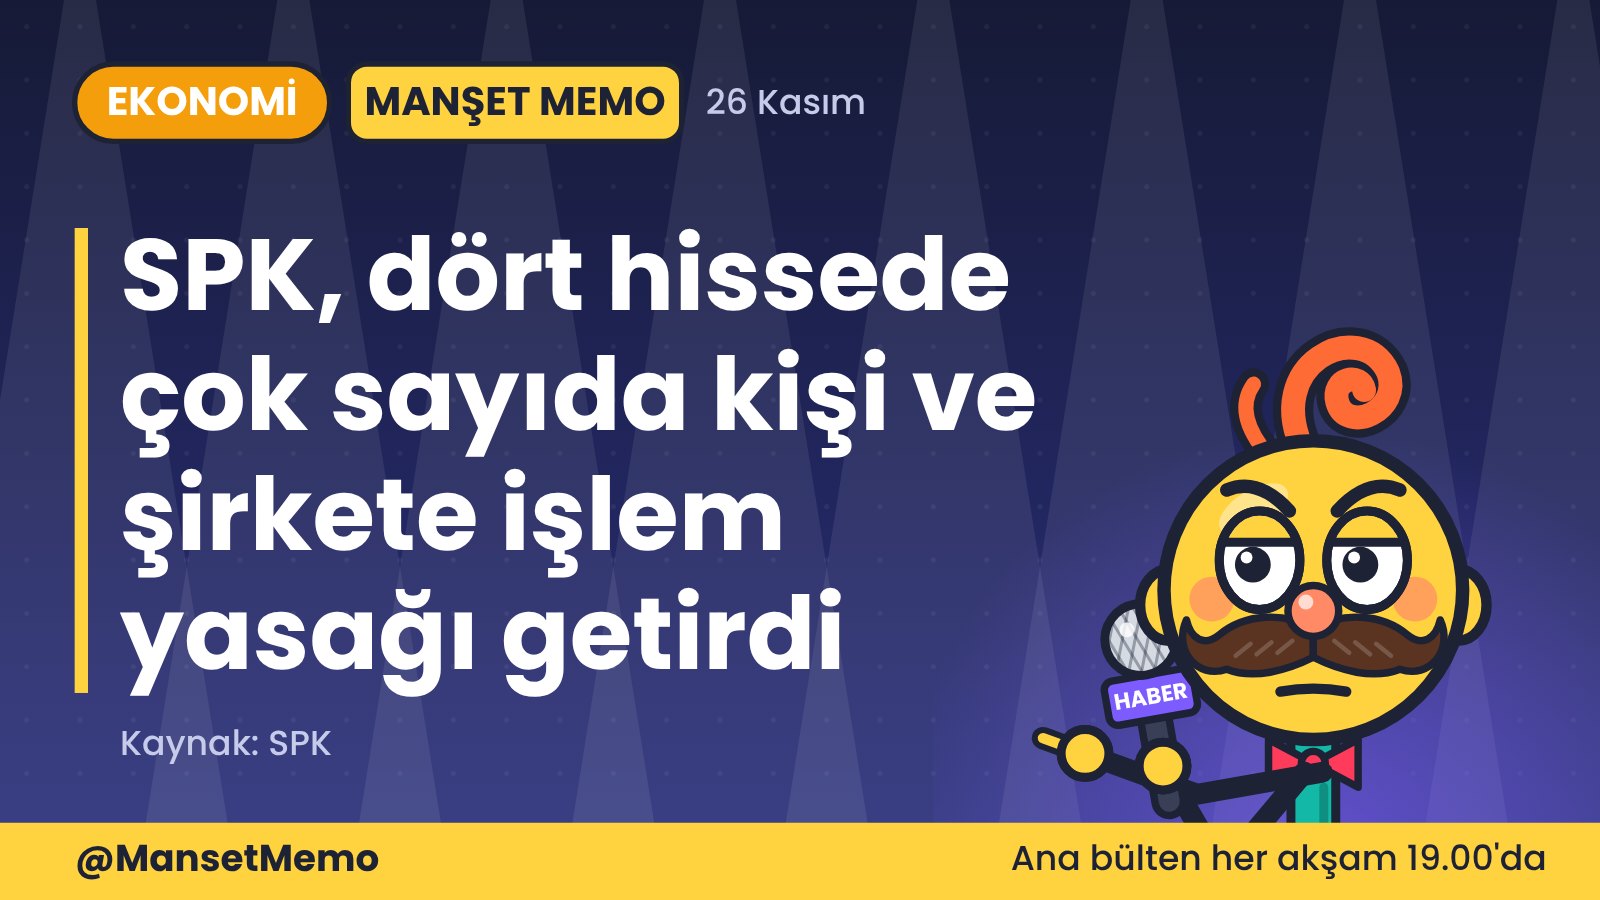 EKONOMİ MANŞET MEMO 26 Kasım
SPK, dört hissede
çok sayıda kişi ve
şirkete işlem
yasağı getirdi
Kaynak: SPK
HABER
@MansetMemo
Ana bülten her akşam 19.00'da